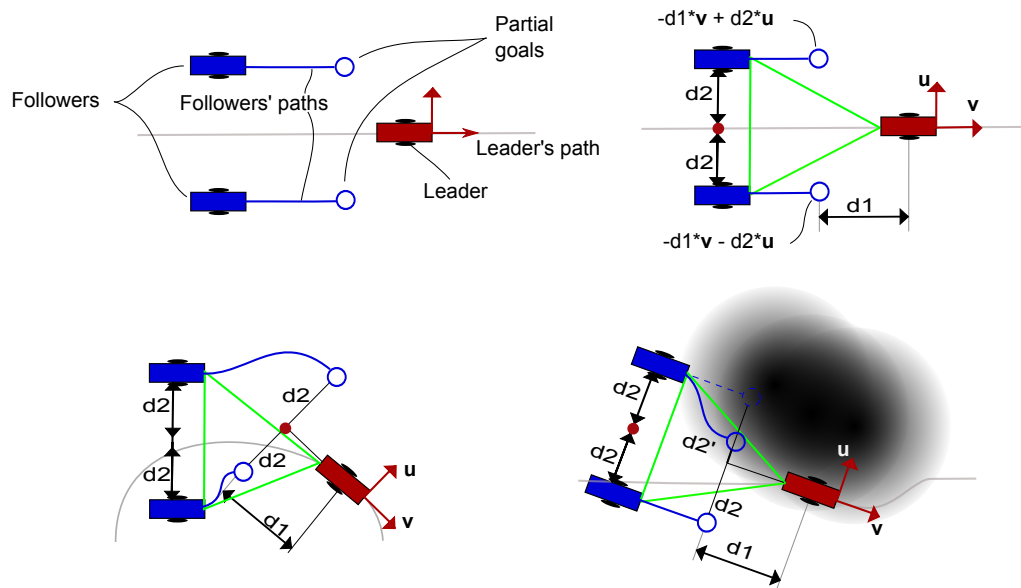 Partial
goals
Followers
Followers' paths
Leader's path
Leader
-d1*v + d2*u
u
v
d2
d2
d1
-d1*v - d2*u
d2
d2
d2
d2
d1
u
v
d2
d2
d2'
d2
d1
u
v